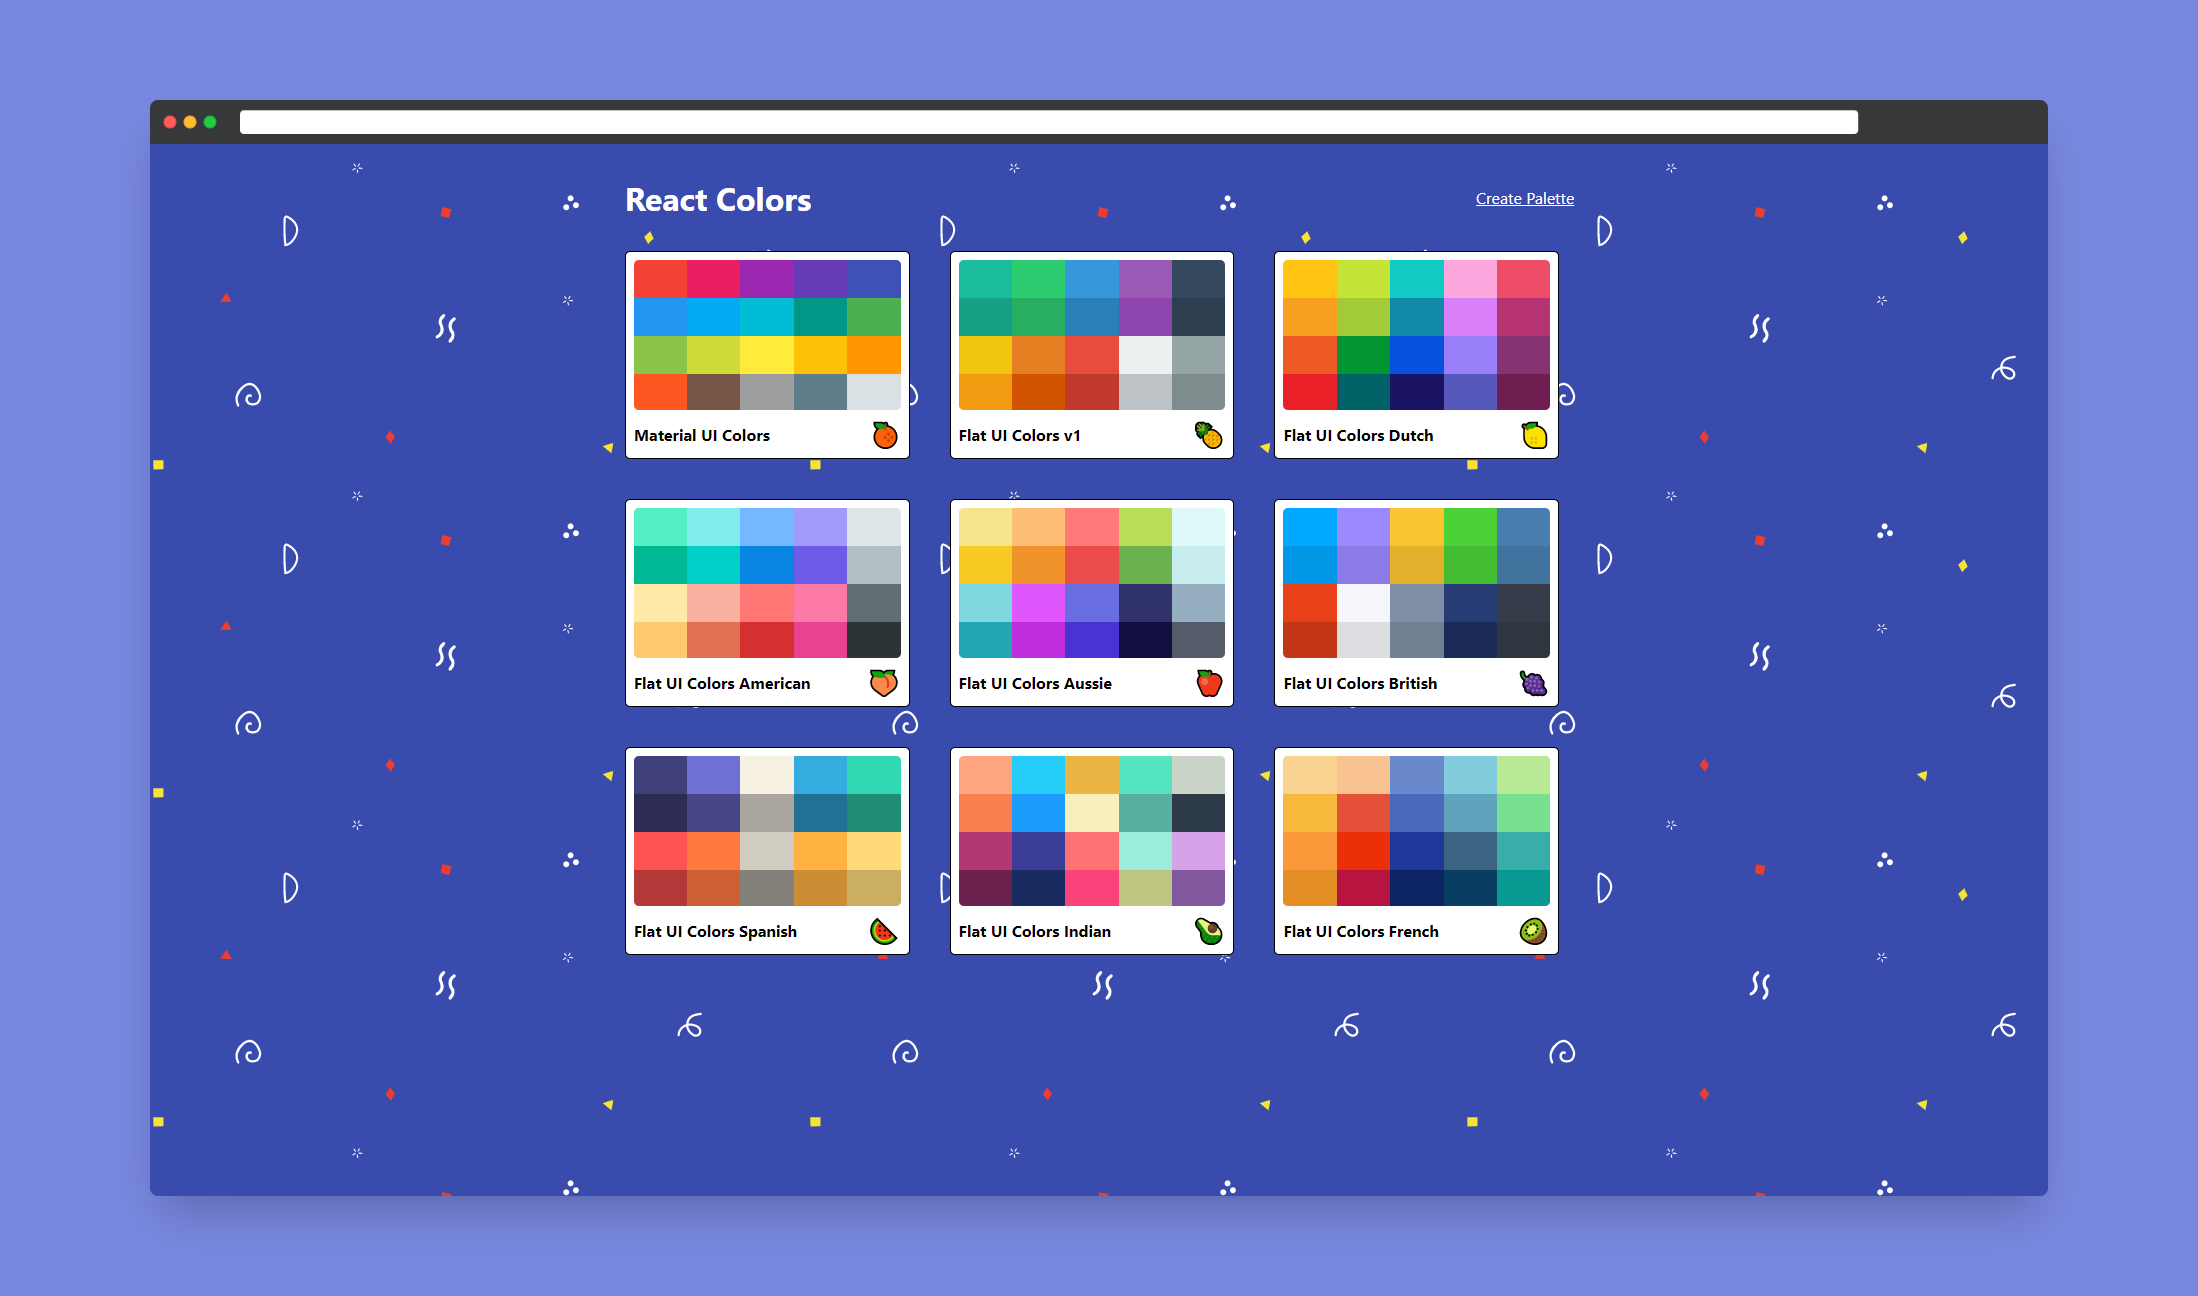 React Colors
Create Palette
Material UI Colors
Flat UI Colors v1
Flat UI Colors Dutch
Flat UI Colors American
Flat UI Colors Aussie
Flat UI Colors British
Flat UI Colors Spanish
Flat UI Colors Indian
Flat UI Colors French